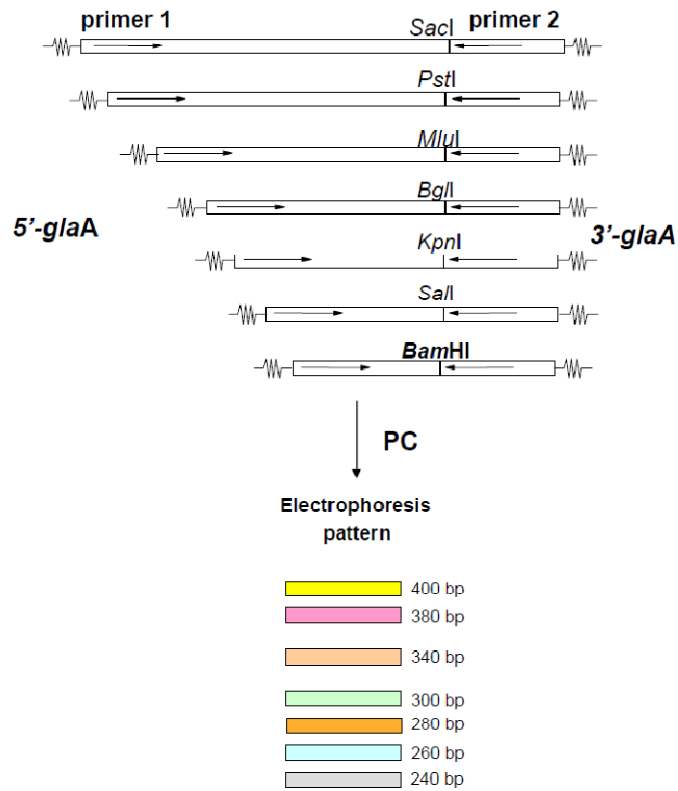 primer 1
SacI
primer 2
PstI
MluI
BglI
5'-glaA
KpnI
3'-glaA
SalI
BamHI
PC
Electrophoresis
pattern
400 bp
380 bp
340 bp
300 bp
280 bp
260 bp
240 bp